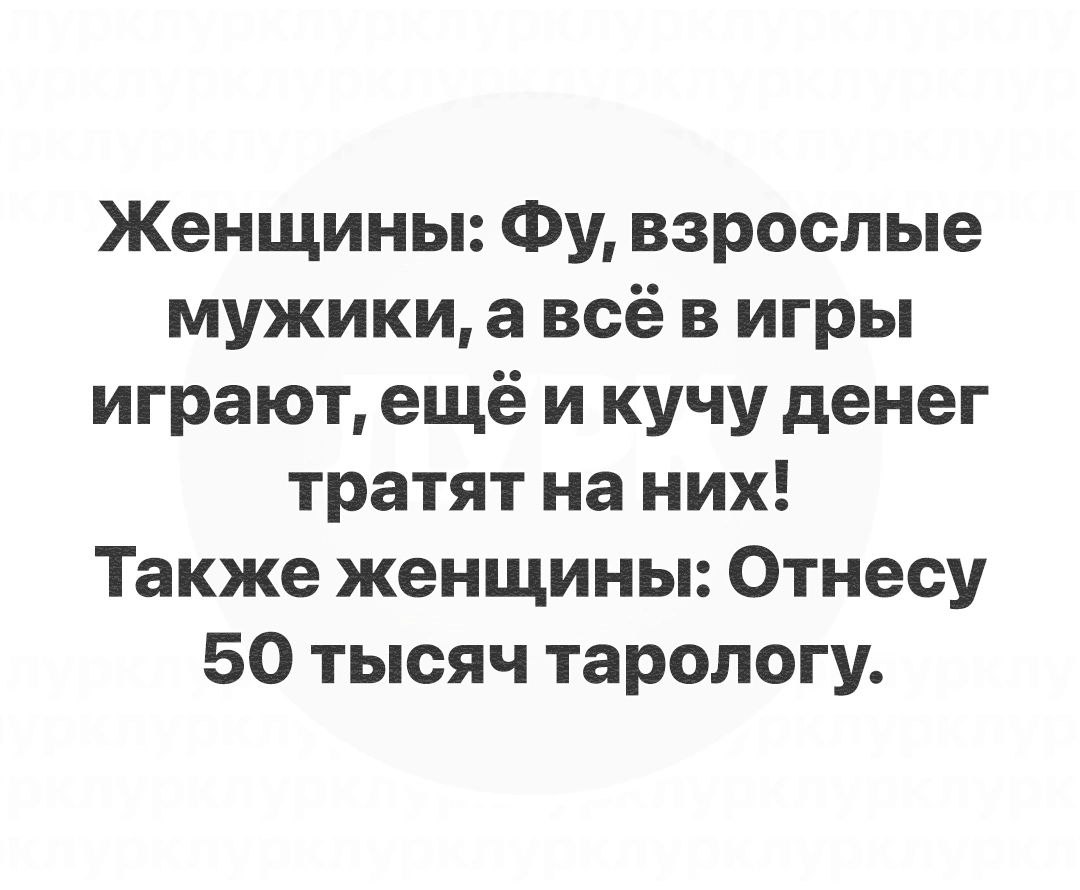 Женщины: Фу, взрослые
мужики, а всё в игры
играют, ещё и кучу денег
тратят на них!
Также женщины: Отнесу
50 тысяч тарологу.